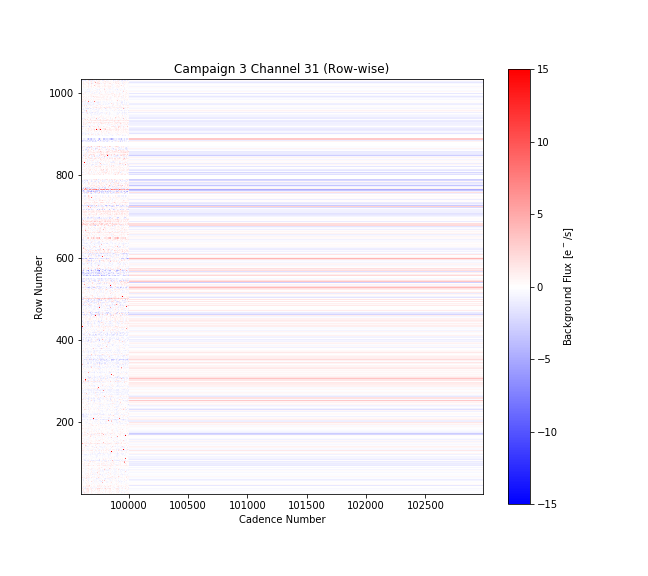 Campaign 3 Channel 31 (Row-wise)
1000
800
600
400
200
Row Number
100000 100500 101000 101500 102000 102500
Cadence Number
15
10
5
0
−5
−10
−15
Background Flux [e⁻/s]